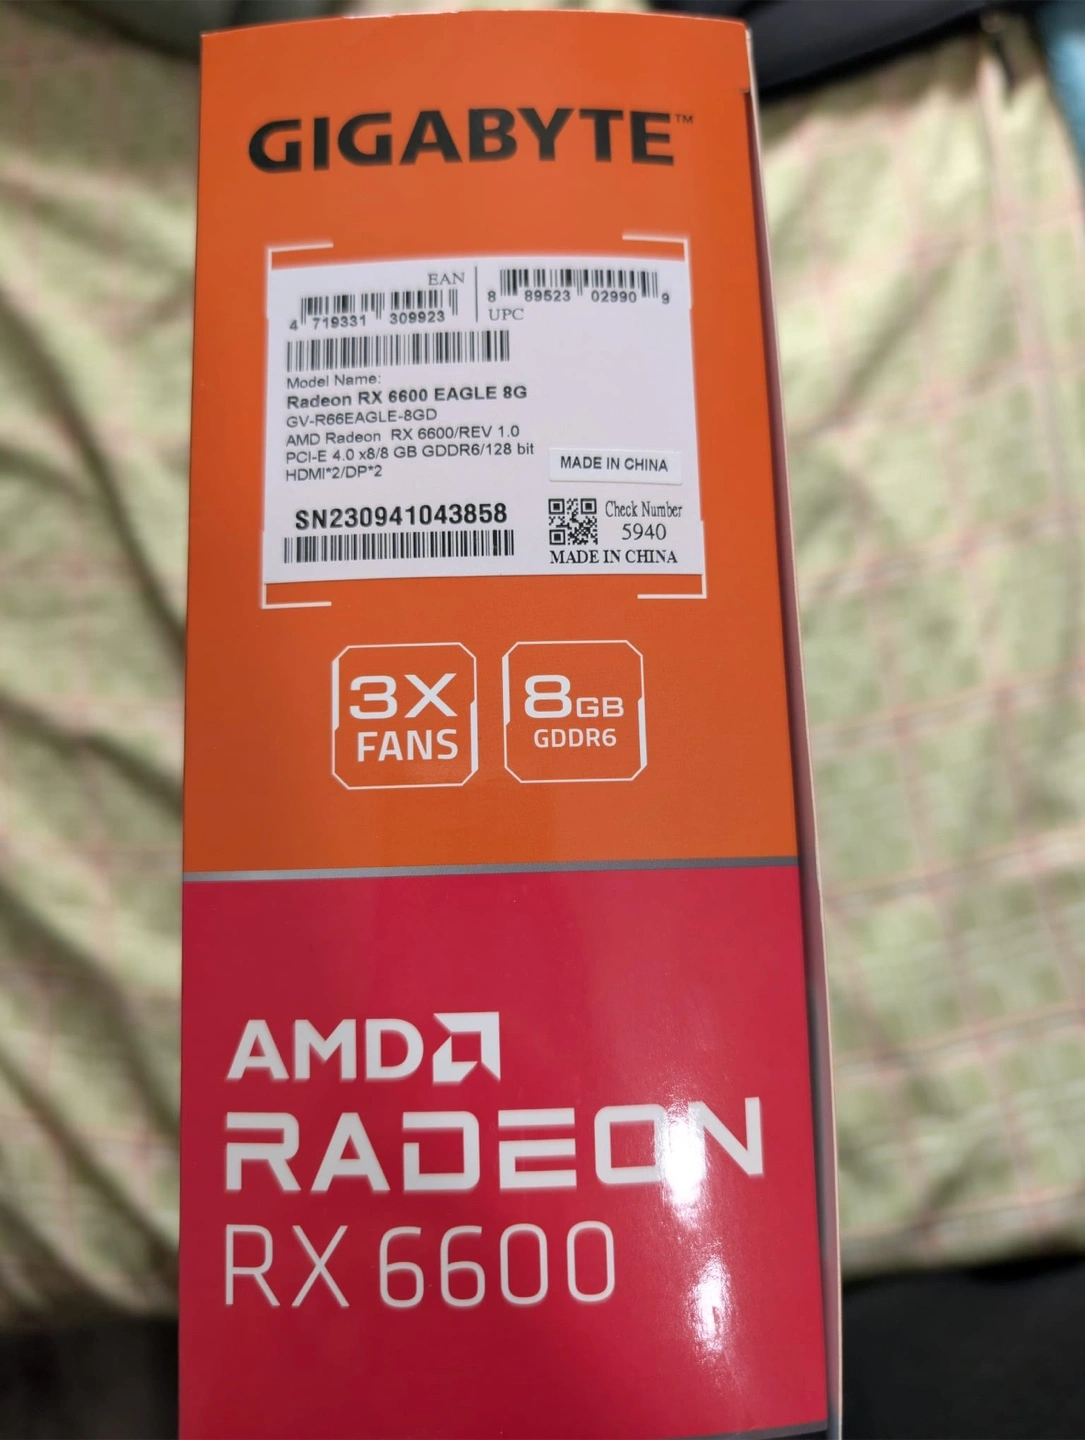 GIGABYTE™
EAN
4 719331 309923
8 89523 02990 9
UPC
Model Name:
Radeon RX 6600 EAGLE 8G
GV-R66EAGLE-8GD
AMD Radeon RX 6600/REV 1.0
PCI-E 4.0 x8/8 GB GDDR6/128 bit
HDMI*2/DP*2
MADE IN CHINA
SN230941043858
Check Number
5940
MADE IN CHINA
3X
FANS
8GB
GDDR6
AMD
RADEON
RX 6600